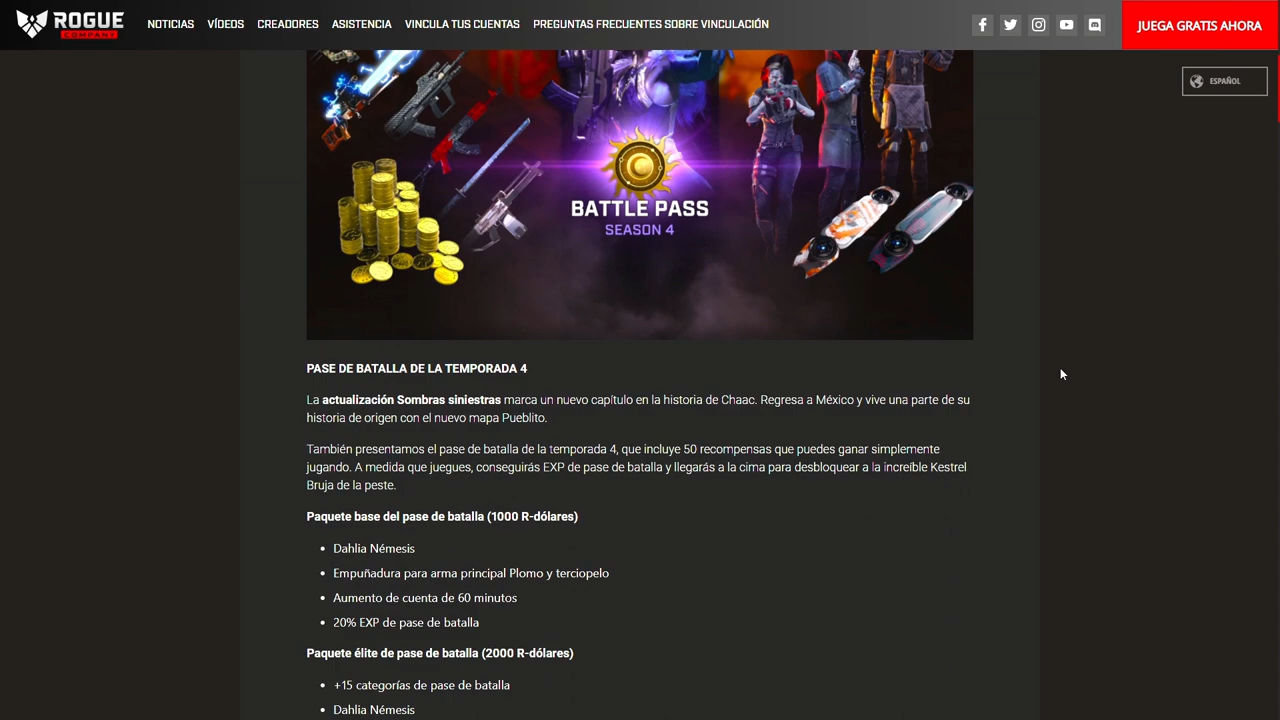 ROGUE
COMPANY
NOTICIAS VÍDEOS CREADORES ASISTENCIA VINCULA TUS CUENTAS PREGUNTAS FRECUENTES SOBRE VINCULACIÓN
JUEGA GRATIS AHORA
ESPAÑOL
BATTLE PASS
SEASON 4
PASE DE BATALLA DE LA TEMPORADA 4
La actualización Sombras siniestras marca un nuevo capítulo en la historia de Chaac. Regresa a México y vive una parte de su
historia de origen con el nuevo mapa Pueblito.
También presentamos el pase de batalla de la temporada 4, que incluye 50 recompensas que puedes ganar simplemente
jugando. A medida que juegues, conseguirás EXP de pase de batalla y llegarás a la cima para desbloquear a la increíble Kestrel
Bruja de la peste.
Paquete base del pase de batalla (1000 R-dólares)
• Dahlia Némesis
• Empuñadura para arma principal Plomo y terciopelo
• Aumento de cuenta de 60 minutos
• 20% EXP de pase de batalla
Paquete élite de pase de batalla (2000 R-dólares)
• +15 categorías de pase de batalla
• Dahlia Némesis